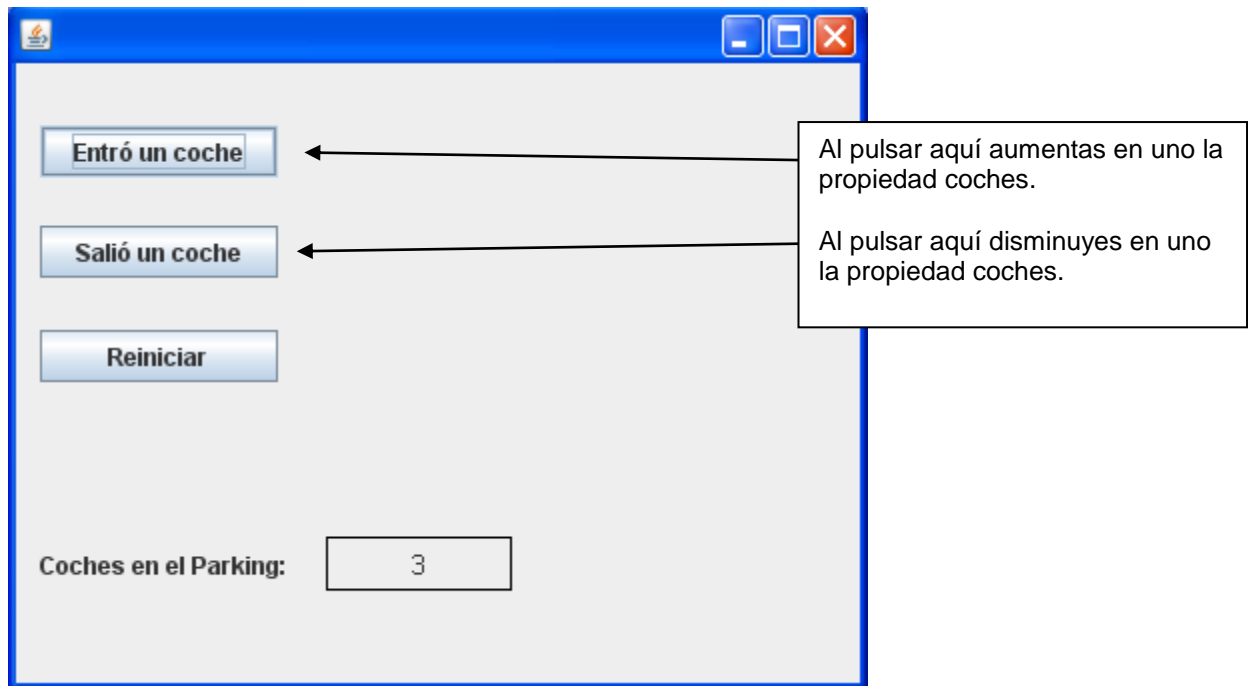 Entró un coche
Salió un coche
Reiniciar
Coches en el Parking:
3
Al pulsar aquí aumentas en uno la
propiedad coches.
Al pulsar aquí disminuyes en uno
la propiedad coches.